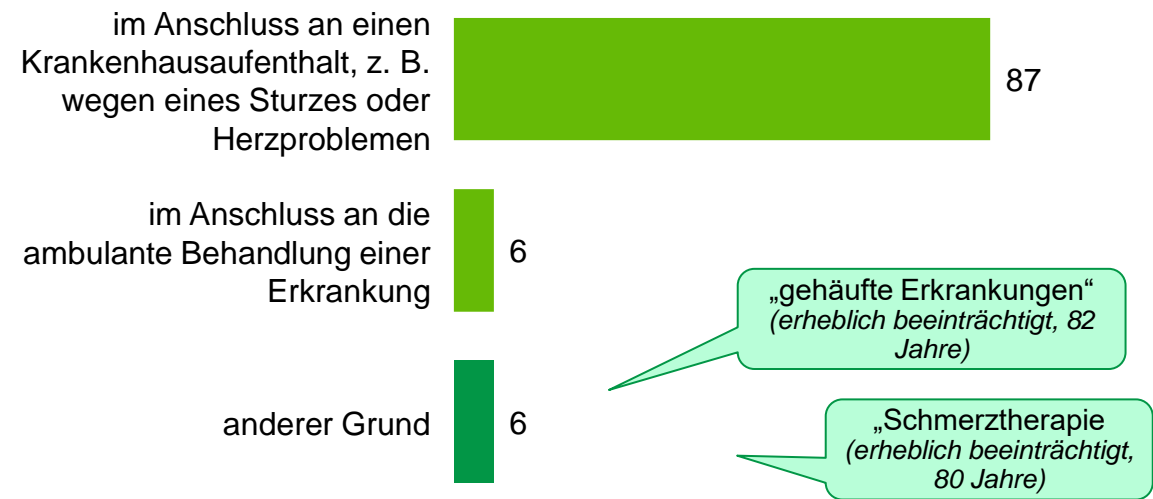 im Anschluss an einen
Krankenhausaufenthalt, z. B.
wegen eines Sturzes oder
Herzproblemen
87
im Anschluss an die
ambulante Behandlung einer
Erkrankung
6
„gehäufte Erkrankungen“
(erheblich beeinträchtigt, 82
Jahre)
anderer Grund
6
„Schmerztherapie
(erheblich beeinträchtigt,
80 Jahre)